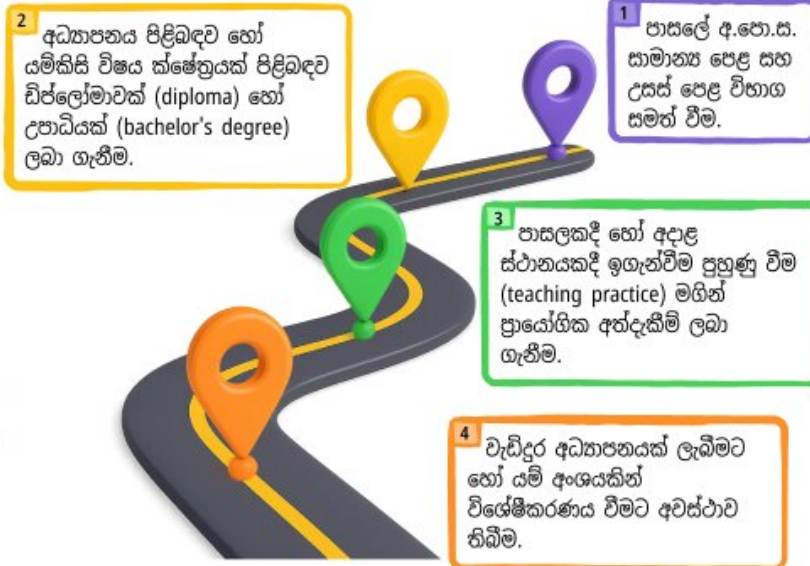 1
පාසලේ අ.පො.ස.
සාමාන්‍ය පෙළ සහ
උසස් පෙළ විභාග
සමත් වීම.
2
අධ්‍යාපනය පිළිබඳව හෝ
යම්කිසි විෂය ක්ෂේත්‍රයක් පිළිබඳව
ඩිප්ලෝමාවක් (diploma) හෝ
උපාධියක් (bachelor's degree)
ලබා ගැනීම.
3
පාසලකදී හෝ අදාළ
ස්ථානයකදී ඉගැන්වීම් පුහුණු වීම
(teaching practice) මගින්
ප්‍රායෝගික අත්දැකීම් ලබා
ගැනීම.
4
වැඩිදුර අධ්‍යාපනයක් ලැබීමට
හෝ යම් අංශයකින්
විශේෂීකරණය වීමට අවස්ථාව
තිබීම.